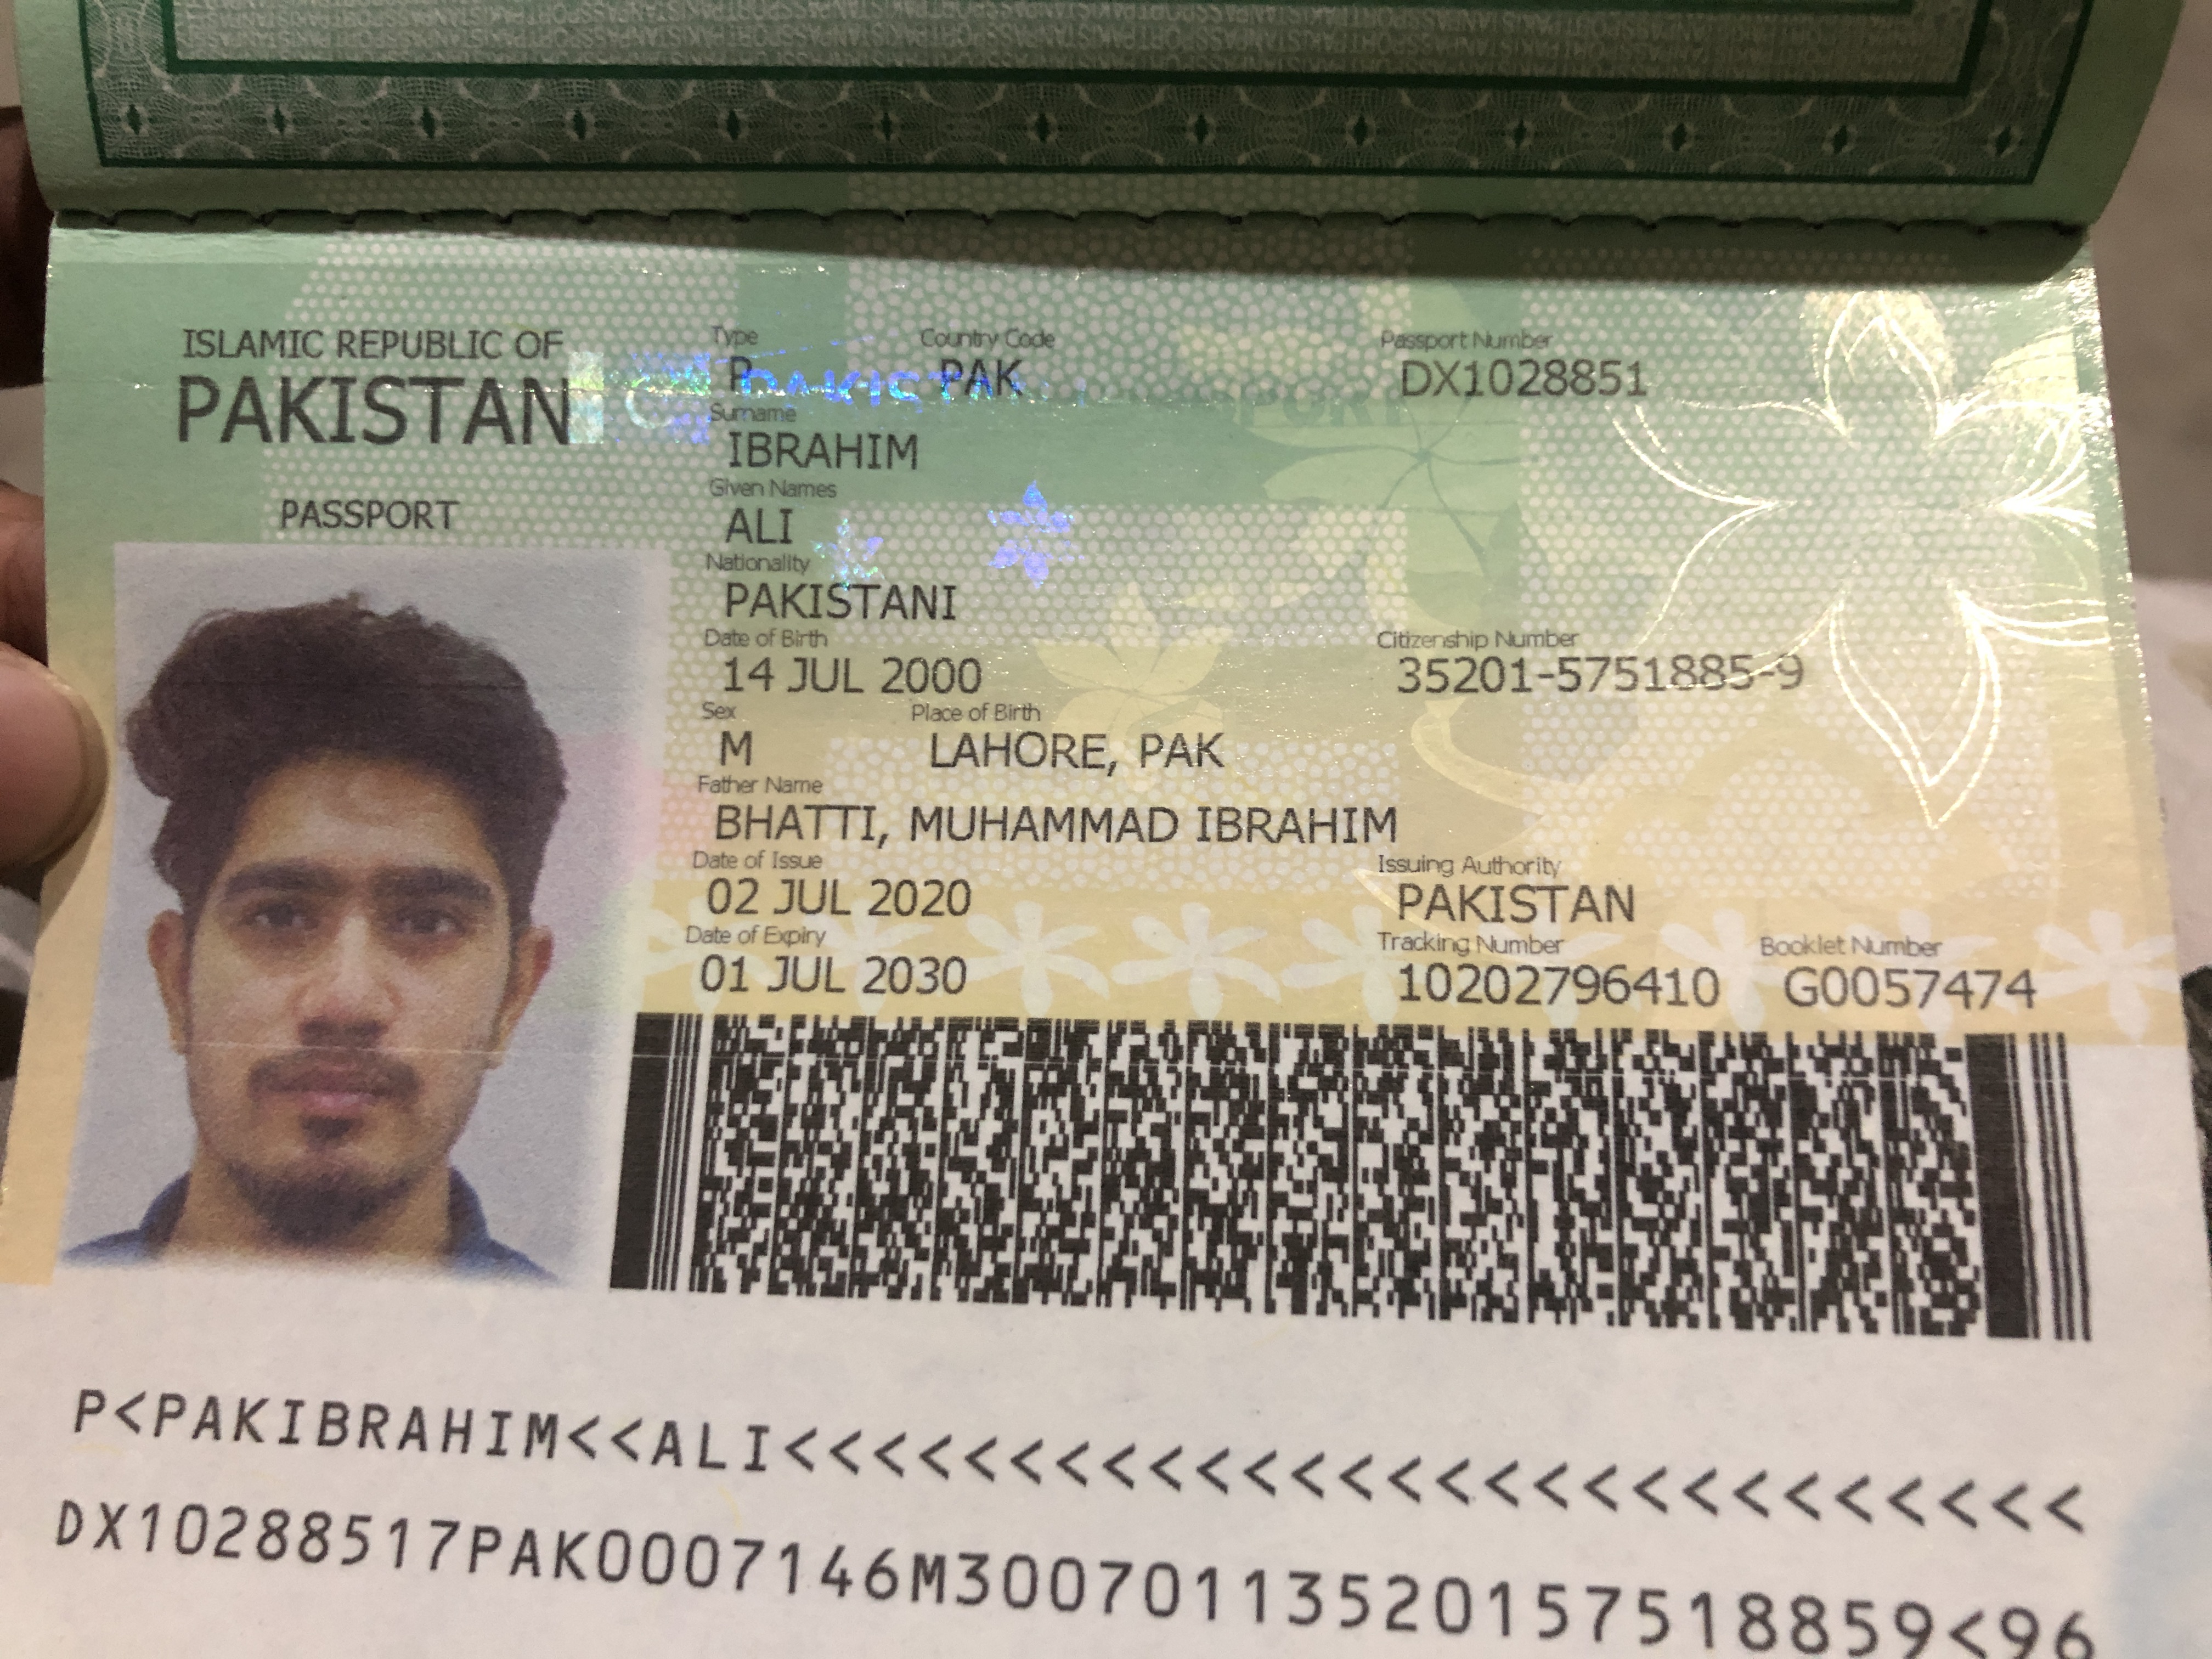 ISLAMIC REPUBLIC OF
PAKISTAN
PASSPORT
Type Country Code Passport Number
P PAK DX1028851
Surname
IBRAHIM
Given Names
ALI
Nationality
PAKISTANI
Date of Birth Citizenship Number
14 JUL 2000 35201-5751885-9
Sex Place of Birth
M LAHORE, PAK
Father Name
BHATTI, MUHAMMAD IBRAHIM
Date of Issue Issuing Authority
02 JUL 2020 PAKISTAN
Date of Expiry Tracking Number Booklet Number
01 JUL 2030 10202796410 G0057474
P<PAKIBRAHIM<<ALI<<<<<<<<<<<<<<<<<<<<<<<<<<<
DX10288517PAK0007146M30070113520157518859<96